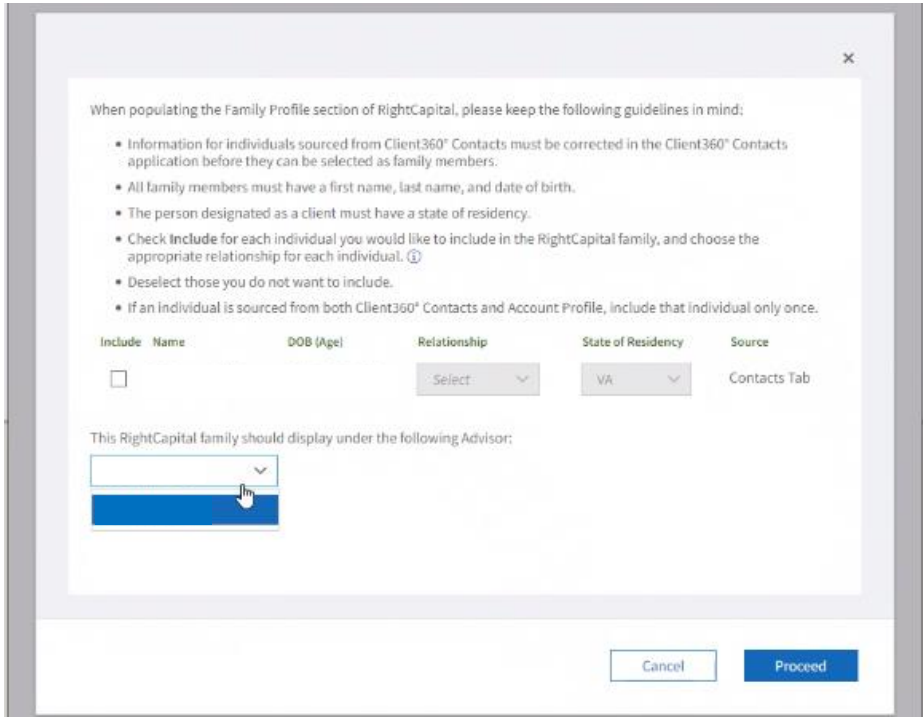 When populating the Family Profile section of RightCapital, please keep the following guidelines in mind:
• Information for individuals sourced from Client360° Contacts must be corrected in the Client360° Contacts
application before they can be selected as family members.
• All family members must have a first name, last name, and date of birth.
• The person designated as a client must have a state of residency.
• Check Include for each individual you would like to include in the RightCapital family, and choose the
appropriate relationship for each individual.
• Deselect those you do not want to include.
• If an individual is sourced from both Client360° Contacts and Account Profile, include that individual only once.
Include Name DOB (Age) Relationship State of Residency Source
Select VA Contacts Tab
This RightCapital family should display under the following Advisor:
Cancel Proceed